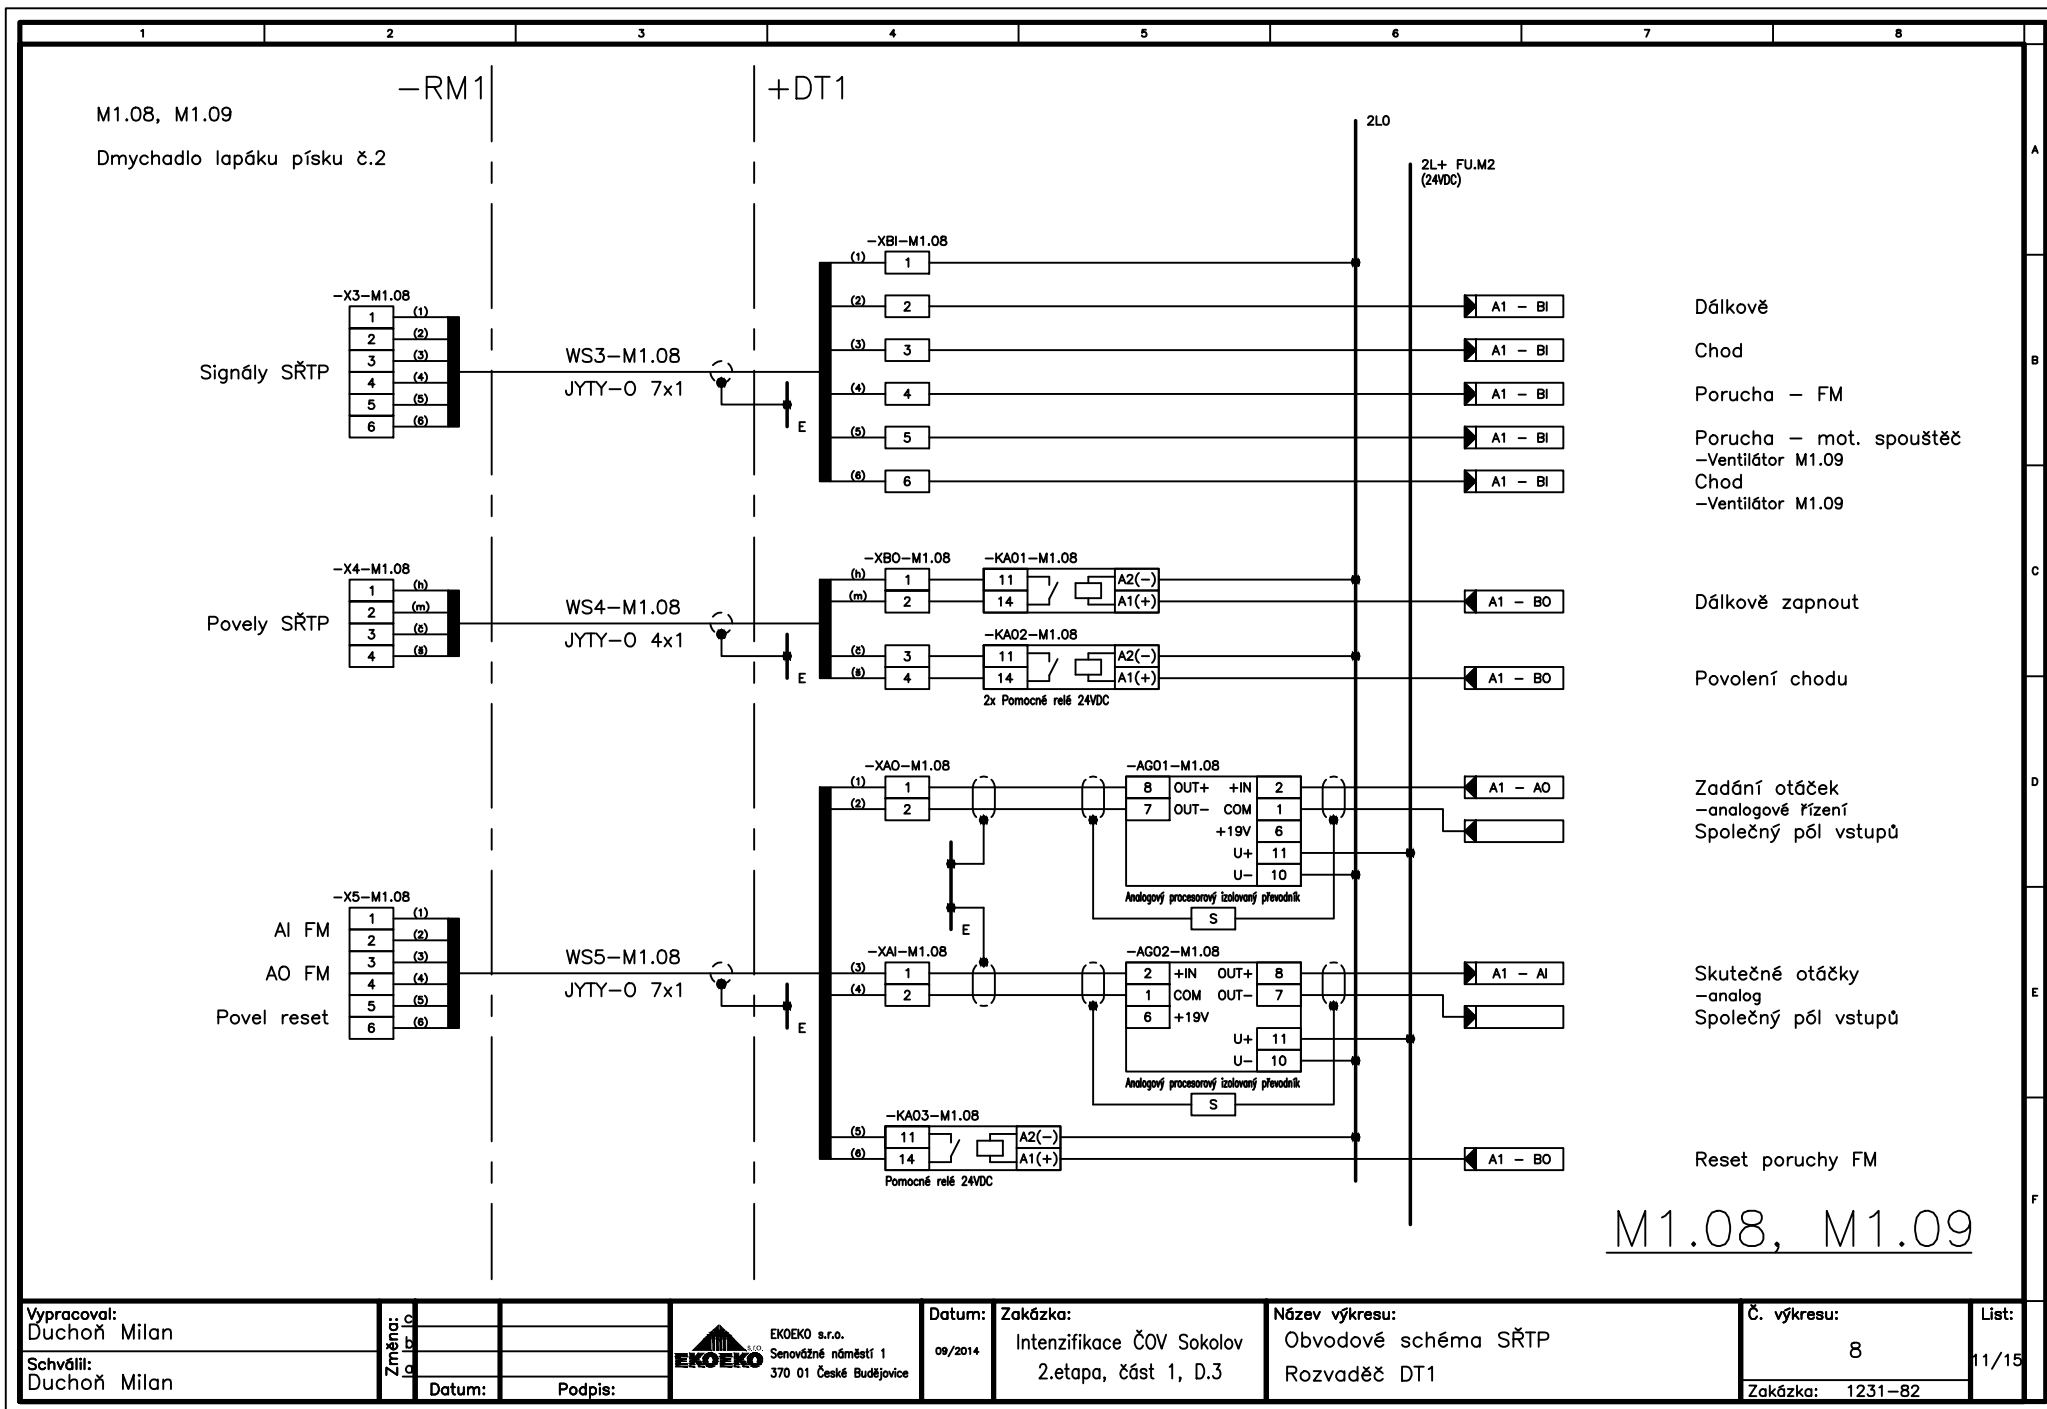 1 2 3 4 5 6 7 8
A
B
C
D
E
F
-RM1
+DT1
M1.08, M1.09
Dmychadlo lapáku písku č.2
2L0
2L+ FU.M2
(24VDC)
-X3-M1.08
Signály SŘTP
1 (1)
2 (2)
3 (3)
4 (4)
5 (5)
6 (6)
WS3-M1.08
JYTY-O 7x1
E
-XBI-M1.08
(1) 1
(2) 2 A1 - BI Dálkově
(3) 3 A1 - BI Chod
(4) 4 A1 - BI Porucha - FM
(5) 5 A1 - BI Porucha - mot. spouštěč
-Ventilátor M1.09
(6) 6 A1 - BI Chod
-Ventilátor M1.09
-X4-M1.08
Povely SŘTP
1 (h)
2 (m)
3 (č)
4 (š)
WS4-M1.08
JYTY-O 4x1
E
-XBO-M1.08 -KA01-M1.08
(h) 1 11 A2(-)
(m) 2 14 A1(+) A1 - BO Dálkově zapnout
-KA02-M1.08
(č) 3 11 A2(-)
(š) 4 14 A1(+) A1 - BO Povolení chodu
2x Pomocné relé 24VDC
-X5-M1.08
AI FM
AO FM
Povel reset
1 (1)
2 (2)
3 (3)
4 (4)
5 (5)
6 (6)
WS5-M1.08
JYTY-O 7x1
E
-XAO-M1.08 -AG01-M1.08
(1) 1 8 OUT+ +IN 2 A1 - AO Zadání otáček
-analogové řízení
(2) 2 7 OUT- COM 1 Společný pól vstupů
+19V 6
U+ 11
U- 10
Analogový procesorový izolovaný převodník
S
E
-XAI-M1.08 -AG02-M1.08
(3) 1 2 +IN OUT+ 8 A1 - AI Skutečné otáčky
-analog
(4) 2 1 COM OUT- 7 Společný pól vstupů
6 +19V
U+ 11
U- 10
Analogový procesorový izolovaný převodník
S
-KA03-M1.08
(5) 11 A2(-)
(6) 14 A1(+) A1 - BO Reset poruchy FM
Pomocné relé 24VDC
M1.08, M1.09
Vypracoval:
Duchoň Milan
Schválil:
Duchoň Milan
Změna:
c
b
a
Datum: Podpis:
EKOEKO s.r.o.
EKOEKO s.r.o.
Senovážné náměstí 1
370 01 České Budějovice
Datum:
09/2014
Zakázka:
Intenzifikace ČOV Sokolov
2.etapa, část 1, D.3
Název výkresu:
Obvodové schéma SŘTP
Rozvaděč DT1
Č. výkresu:
8
Zakázka: 1231-82
List:
11/15